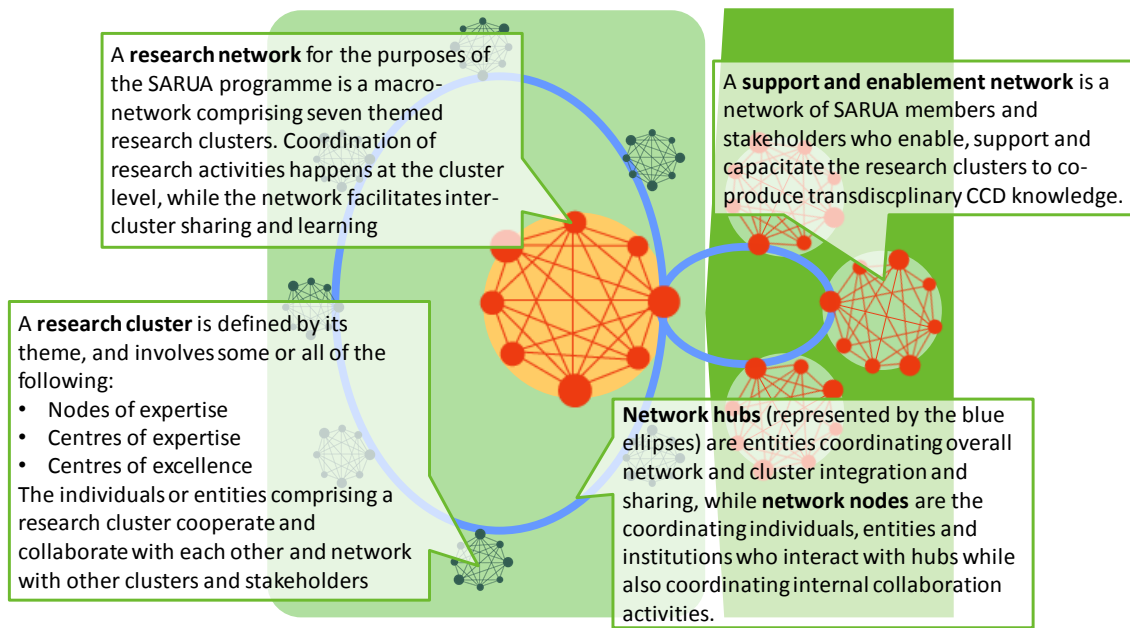 A research network for the purposes of
the SARUA programme is a macro-
network comprising seven themed
research clusters. Coordination of
research activities happens at the cluster
level, while the network facilitates inter-
cluster sharing and learning
A support and enablement network is a
network of SARUA members and
stakeholders who enable, support and
capacitate the research clusters to co-
produce transdiscplinary CCD knowledge.
A research cluster is defined by its
theme, and involves some or all of the
following:
• Nodes of expertise
• Centres of expertise
• Centres of excellence
The individuals or entities comprising a
research cluster cooperate and
collaborate with each other and network
with other clusters and stakeholders
Network hubs (represented by the blue
ellipses) are entities coordinating overall
network and cluster integration and
sharing, while network nodes are the
coordinating individuals, entities and
institutions who interact with hubs while
also coordinating internal collaboration
activities.